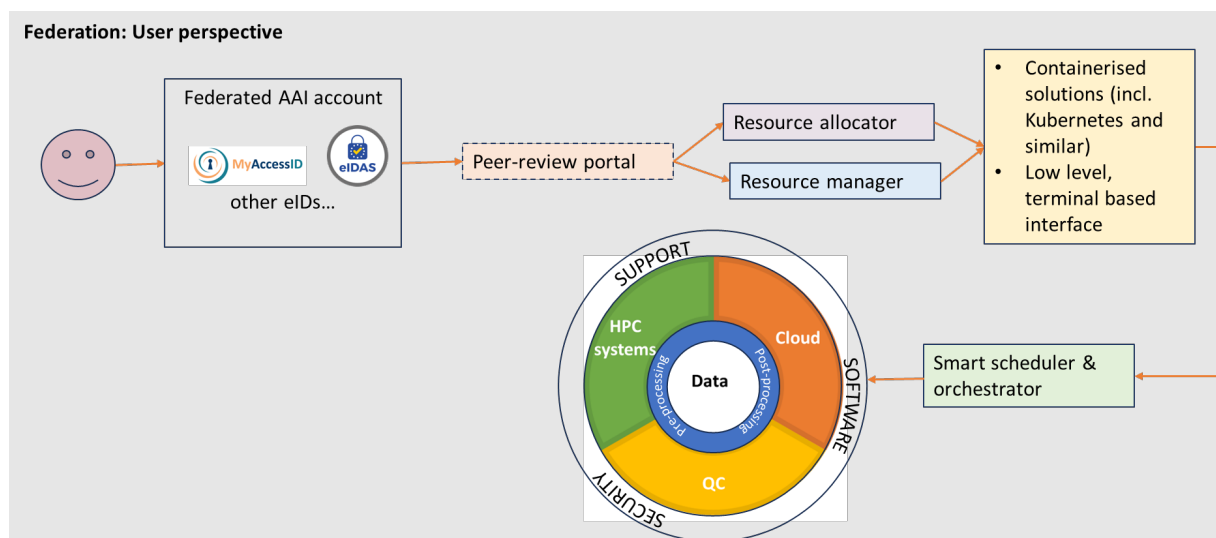 Federation: User perspective
Federated AAI account
MyAccessID
eIDAS
other eIDs...
Peer-review portal
Resource allocator
Resource manager
• Containerised
solutions (incl.
Kubernetes and
similar)
• Low level,
terminal based
interface
SUPPORT
HPC
systems
Cloud
Pre-processing
Data
Post-processing
SOFTWARE
Smart scheduler &
orchestrator
QC
SECURITY